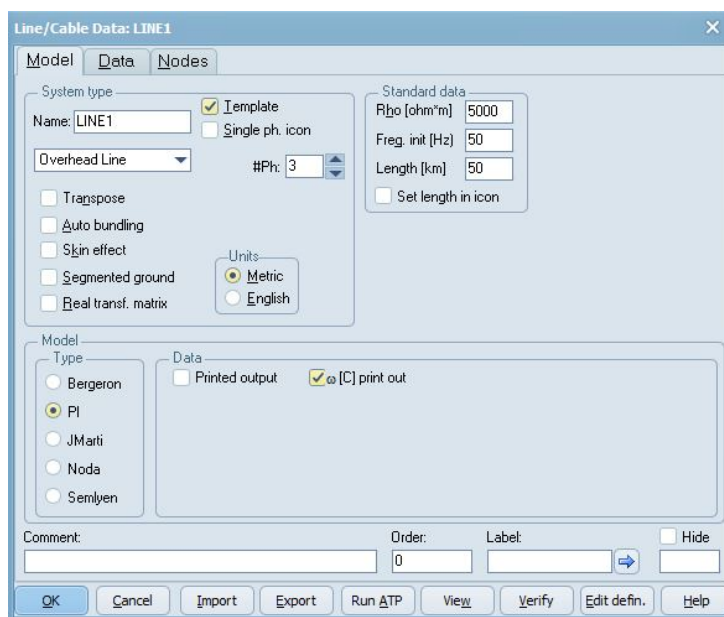 Line/Cable Data: LINE1
Model Data Nodes
System type
Name: LINE1
Template
Single ph. icon
Overhead Line
#Ph: 3
Transpose
Auto bundling
Skin effect
Segmented ground
Real transf. matrix
Units
Metric
English
Standard data
Rho [ohm*m] 5000
Freq. init [Hz] 50
Length [km] 50
Set length in icon
Model
Type
Bergeron
PI
JMarti
Noda
Semlyen
Data
Printed output
ω [C] print out
Comment:
Order: 0
Label:
Hide
OK Cancel Import Export Run ATP View Verify Edit defin. Help